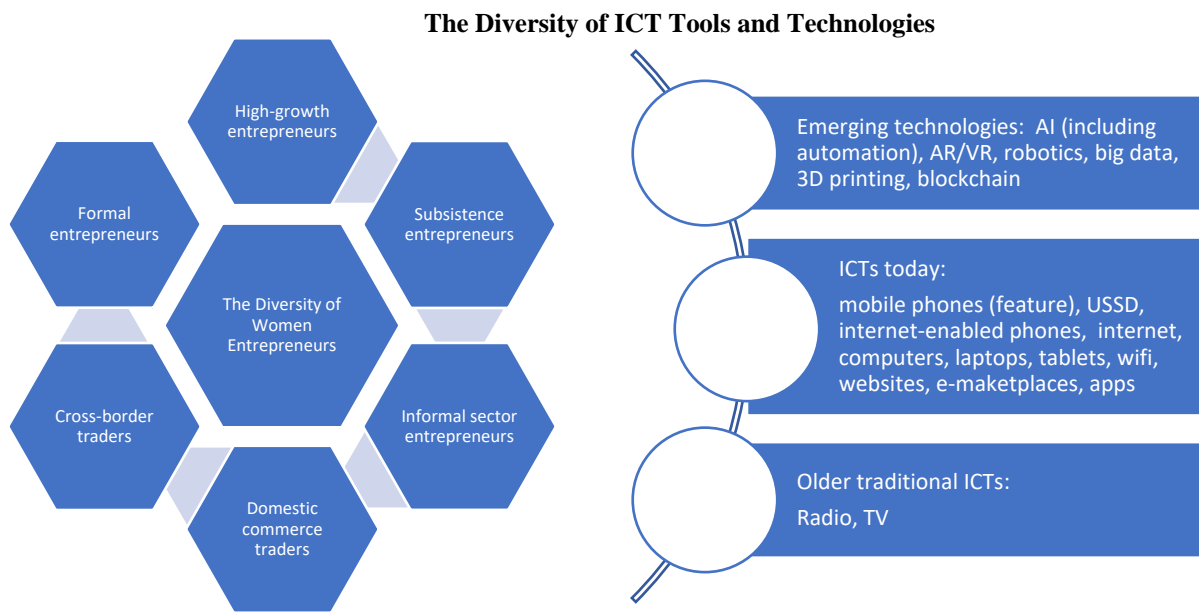 The Diversity of ICT Tools and Technologies
High-growth
entrepreneurs
Formal
entrepreneurs
Subsistence
entrepreneurs
The Diversity of
Women
Entrepreneurs
Cross-border
traders
Informal sector
entrepreneurs
Domestic
commerce
traders
Emerging technologies: AI (including
automation), AR/VR, robotics, big data,
3D printing, blockchain
ICTs today:
mobile phones (feature), USSD,
internet-enabled phones, internet,
computers, laptops, tablets, wifi,
websites, e-maketplaces, apps
Older traditional ICTs:
Radio, TV